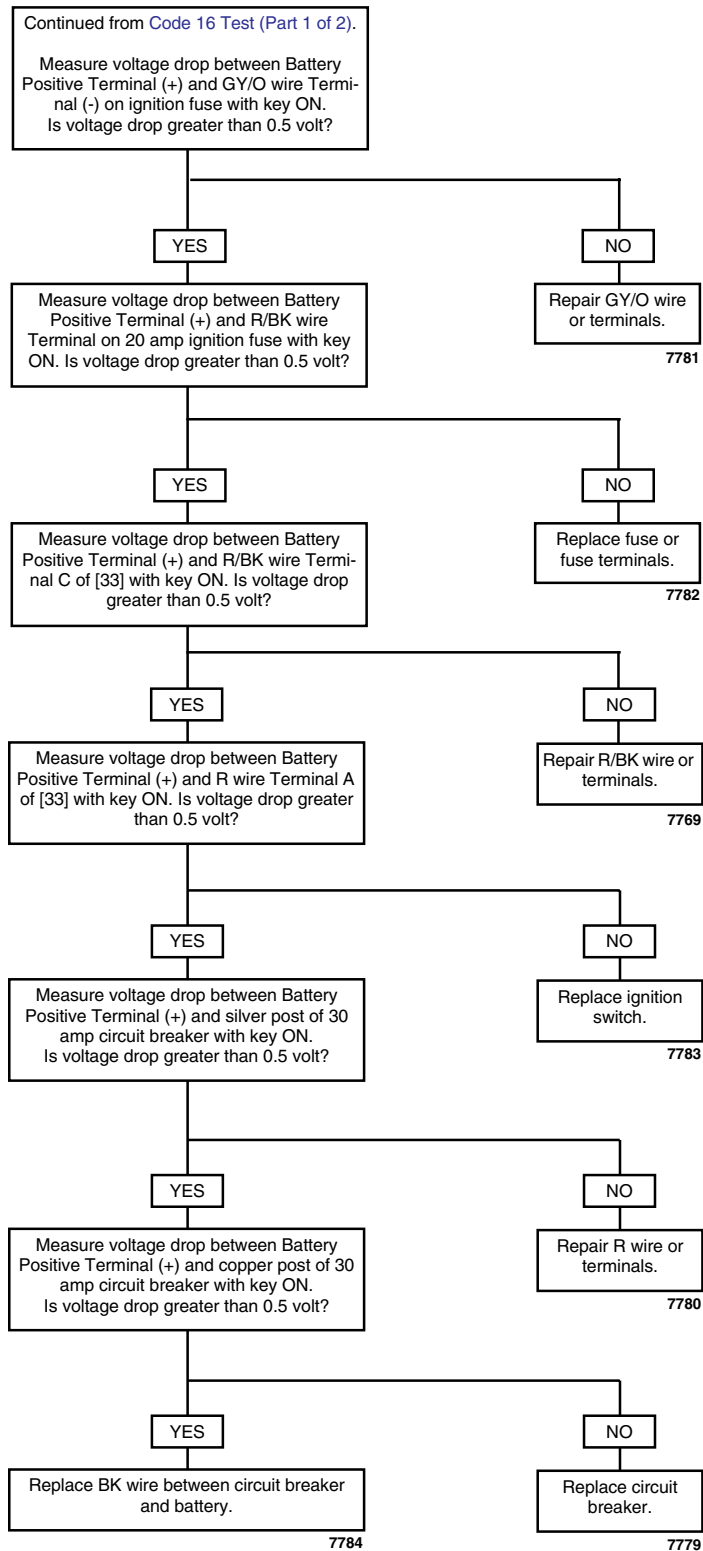 Continued from Code 16 Test (Part 1 of 2).
Measure voltage drop between Battery
Positive Terminal (+) and GY/O wire Termi-
nal (-) on ignition fuse with key ON.
Is voltage drop greater than 0.5 volt?
YES
NO
Measure voltage drop between Battery
Positive Terminal (+) and R/BK wire
Terminal on 20 amp ignition fuse with key
ON. Is voltage drop greater than 0.5 volt?
Repair GY/O wire
or terminals.
7781
YES
NO
Measure voltage drop between Battery
Positive Terminal (+) and R/BK wire Termi-
nal C of [33] with key ON. Is voltage drop
greater than 0.5 volt?
Replace fuse or
fuse terminals.
7782
YES
NO
Measure voltage drop between Battery
Positive Terminal (+) and R wire Terminal A
of [33] with key ON. Is voltage drop greater
than 0.5 volt?
Repair R/BK wire or
terminals.
7769
YES
NO
Measure voltage drop between Battery
Positive Terminal (+) and silver post of 30
amp circuit breaker with key ON.
Is voltage drop greater than 0.5 volt?
Replace ignition
switch.
7783
YES
NO
Measure voltage drop between Battery
Positive Terminal (+) and copper post of 30
amp circuit breaker with key ON.
Is voltage drop greater than 0.5 volt?
Repair R wire or
terminals.
7780
YES
NO
Replace BK wire between circuit breaker
and battery.
7784
Replace circuit
breaker.
7779